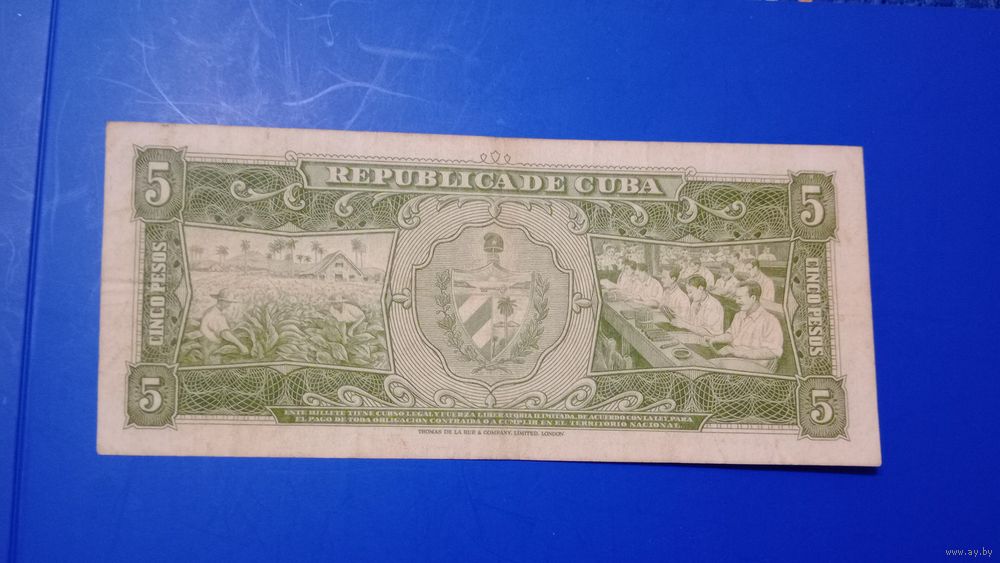 5 REPUBLICA DE CUBA 5
CINCO PESOS
CINCO PESOS
5 5
ESTE BILLETE TIENE CURSO LEGAL Y FUERZA LIBERATORIA ILIMITADA, DE ACUERDO CON LA LEY, PARA
EL PAGO DE TODA OBLIGACION CONTRAIDA O A CUMPLIR EN EL TERRITORIO NACIONAL.
THOMAS DE LA RUE & COMPANY, LIMITED, LONDON
www.ay.by